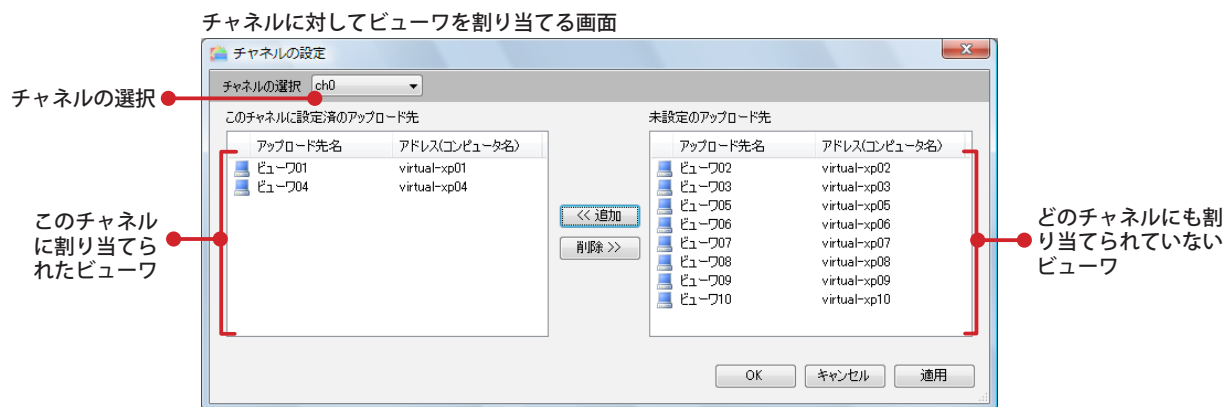 チャネルに対してビューワを割り当てる画面
チャネルの設定
チャネルの選択 ch0
チャネルの選択
このチャネルに設定済のアップロード先
未設定のアップロード先
アップロード先名 アドレス(コンピュータ名)
ビューワ01 virtual-xp01
ビューワ04 virtual-xp04
アップロード先名 アドレス(コンピュータ名)
ビューワ02 virtual-xp02
ビューワ03 virtual-xp03
ビューワ05 virtual-xp05
ビューワ06 virtual-xp06
ビューワ07 virtual-xp07
ビューワ08 virtual-xp08
ビューワ09 virtual-xp09
ビューワ10 virtual-xp10
<< 追加
削除 >>
このチャネル
に割り当てら
れたビューワ
どのチャネルにも割
り当てられていない
ビューワ
OK キャンセル 適用